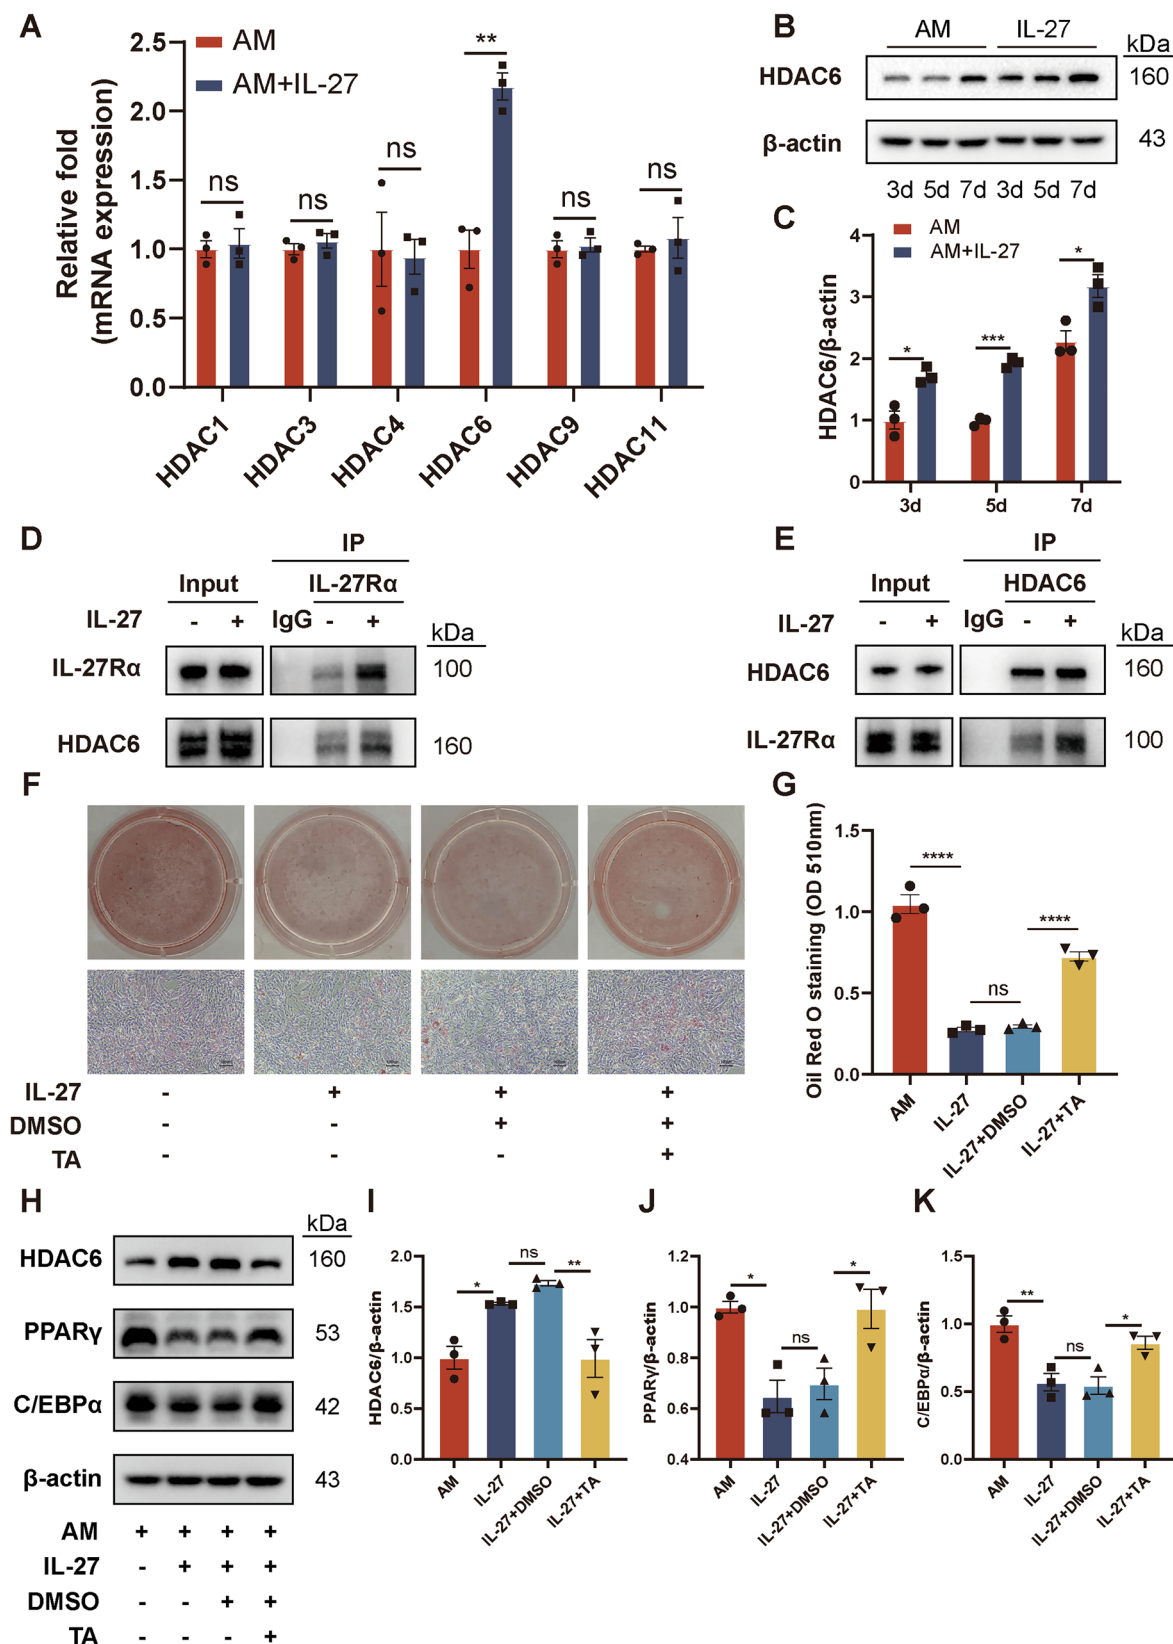 A
AM
AM+IL-27
Relative fold
(mRNA expression)
2.5
2.0
1.5
1.0
0.5
0.0
ns
ns
ns
**
ns
ns
HDAC1
HDAC3
HDAC4
HDAC6
HDAC9
HDAC11
B
AM IL-27
kDa
HDAC6 160
β-actin 43
3d 5d 7d 3d 5d 7d
C
AM
AM+IL-27
HDAC6/β-actin
4
3
2
1
0
*
***
*
3d 5d 7d
D
IP
Input IL-27Rα
IL-27 - + IgG - +
kDa
IL-27Rα 100
HDAC6 160
E
IP
Input HDAC6
IL-27 - + IgG - +
kDa
HDAC6 160
IL-27Rα 100
F
IL-27 - + + +
DMSO - - + +
TA - - - +
G
Oil Red O staining (OD 510nm)
1.5
1.0
0.5
0.0
****
ns
****
AM
IL-27
IL-27+DMSO
IL-27+TA
H
kDa
HDAC6 160
PPARγ 53
C/EBPα 42
β-actin 43
AM + + + +
IL-27 - + + +
DMSO - - + +
TA - - - +
I
HDAC6/β-actin
2.0
1.5
1.0
0.5
0.0
*
ns
**
AM
IL-27
IL-27+DMSO
IL-27+TA
J
PPARγ/β-actin
1.2
1.0
0.8
0.6
0.4
*
ns
*
AM
IL-27
IL-27+DMSO
IL-27+TA
K
C/EBPα/β-actin
1.5
1.0
0.5
0.0
**
ns
*
AM
IL-27
IL-27+DMSO
IL-27+TA